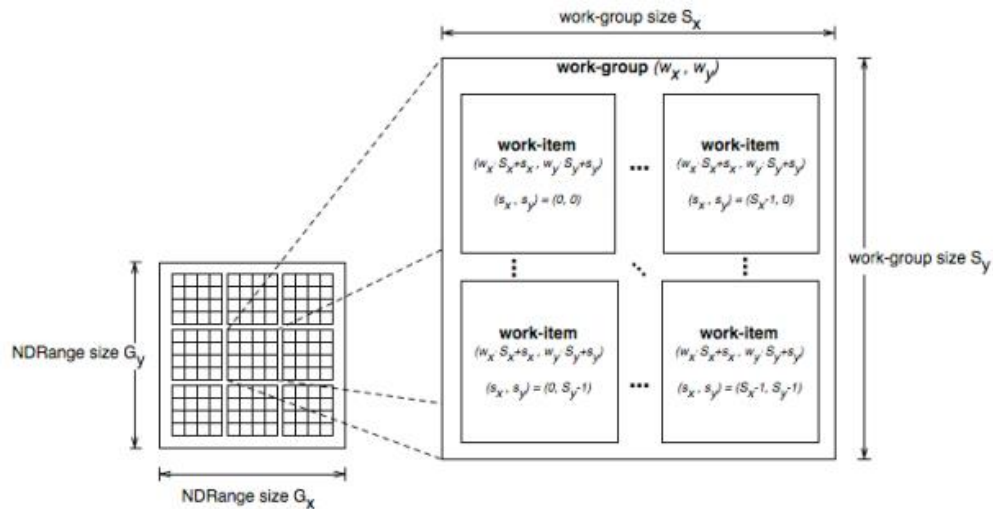 work-group size Sx
work-group (wx , wy)
work-item
(wx· Sx+sx , wy· Sy+sy)
(sx , sy) = (0, 0)
...
work-item
(wx· Sx+sx , wy· Sy+sy)
(sx , sy) = (Sx-1, 0)
work-group size Sy
work-item
(wx· Sx+sx , wy· Sy+sy)
(sx , sy) = (0, Sy-1)
...
work-item
(wx· Sx+sx , wy· Sy+sy)
(sx , sy) = (Sx-1, Sy-1)
NDRange size Gy
NDRange size Gx